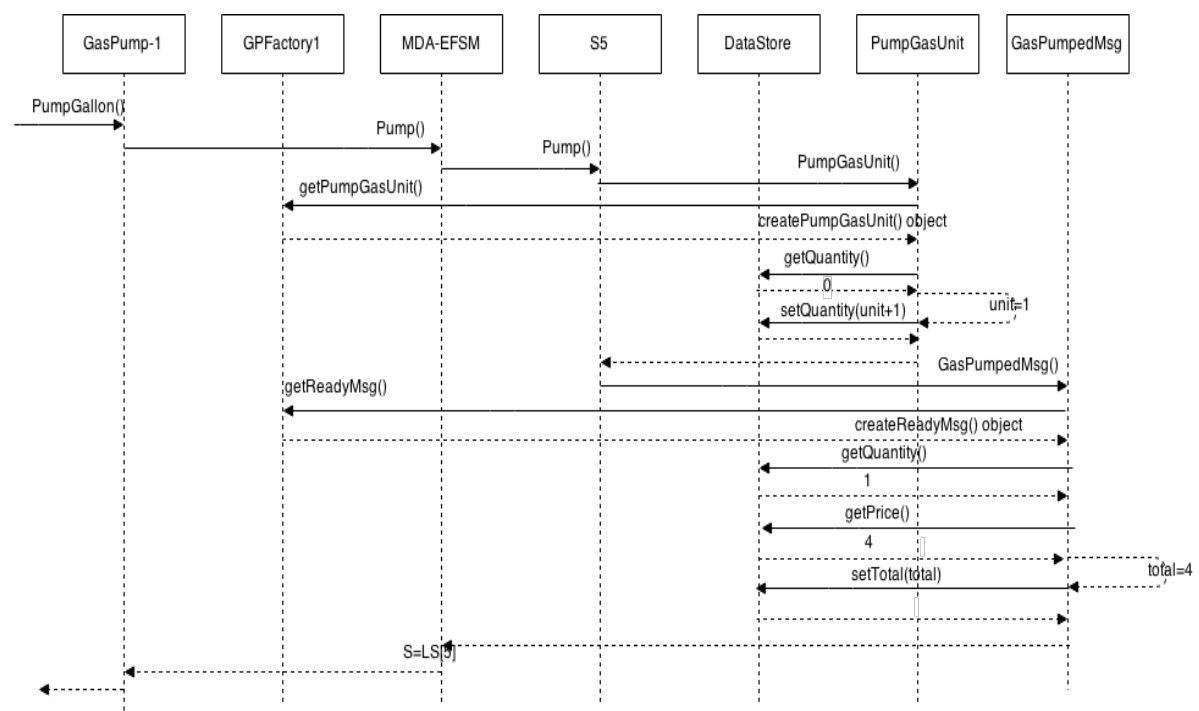 GasPump-1
GPFactory1
MDA-EFSM
S5
DataStore
PumpGasUnit
GasPumpedMsg
PumpGallon()
Pump()
Pump()
PumpGasUnit()
getPumpGasUnit()
createPumpGasUnit() object
getQuantity()
0
unit=1
setQuantity(unit+1)
GasPumpedMsg()
getReadyMsg()
createReadyMsg() object
getQuantity()
1
getPrice()
4
total=4
setTotal(total)
S=LS[5]